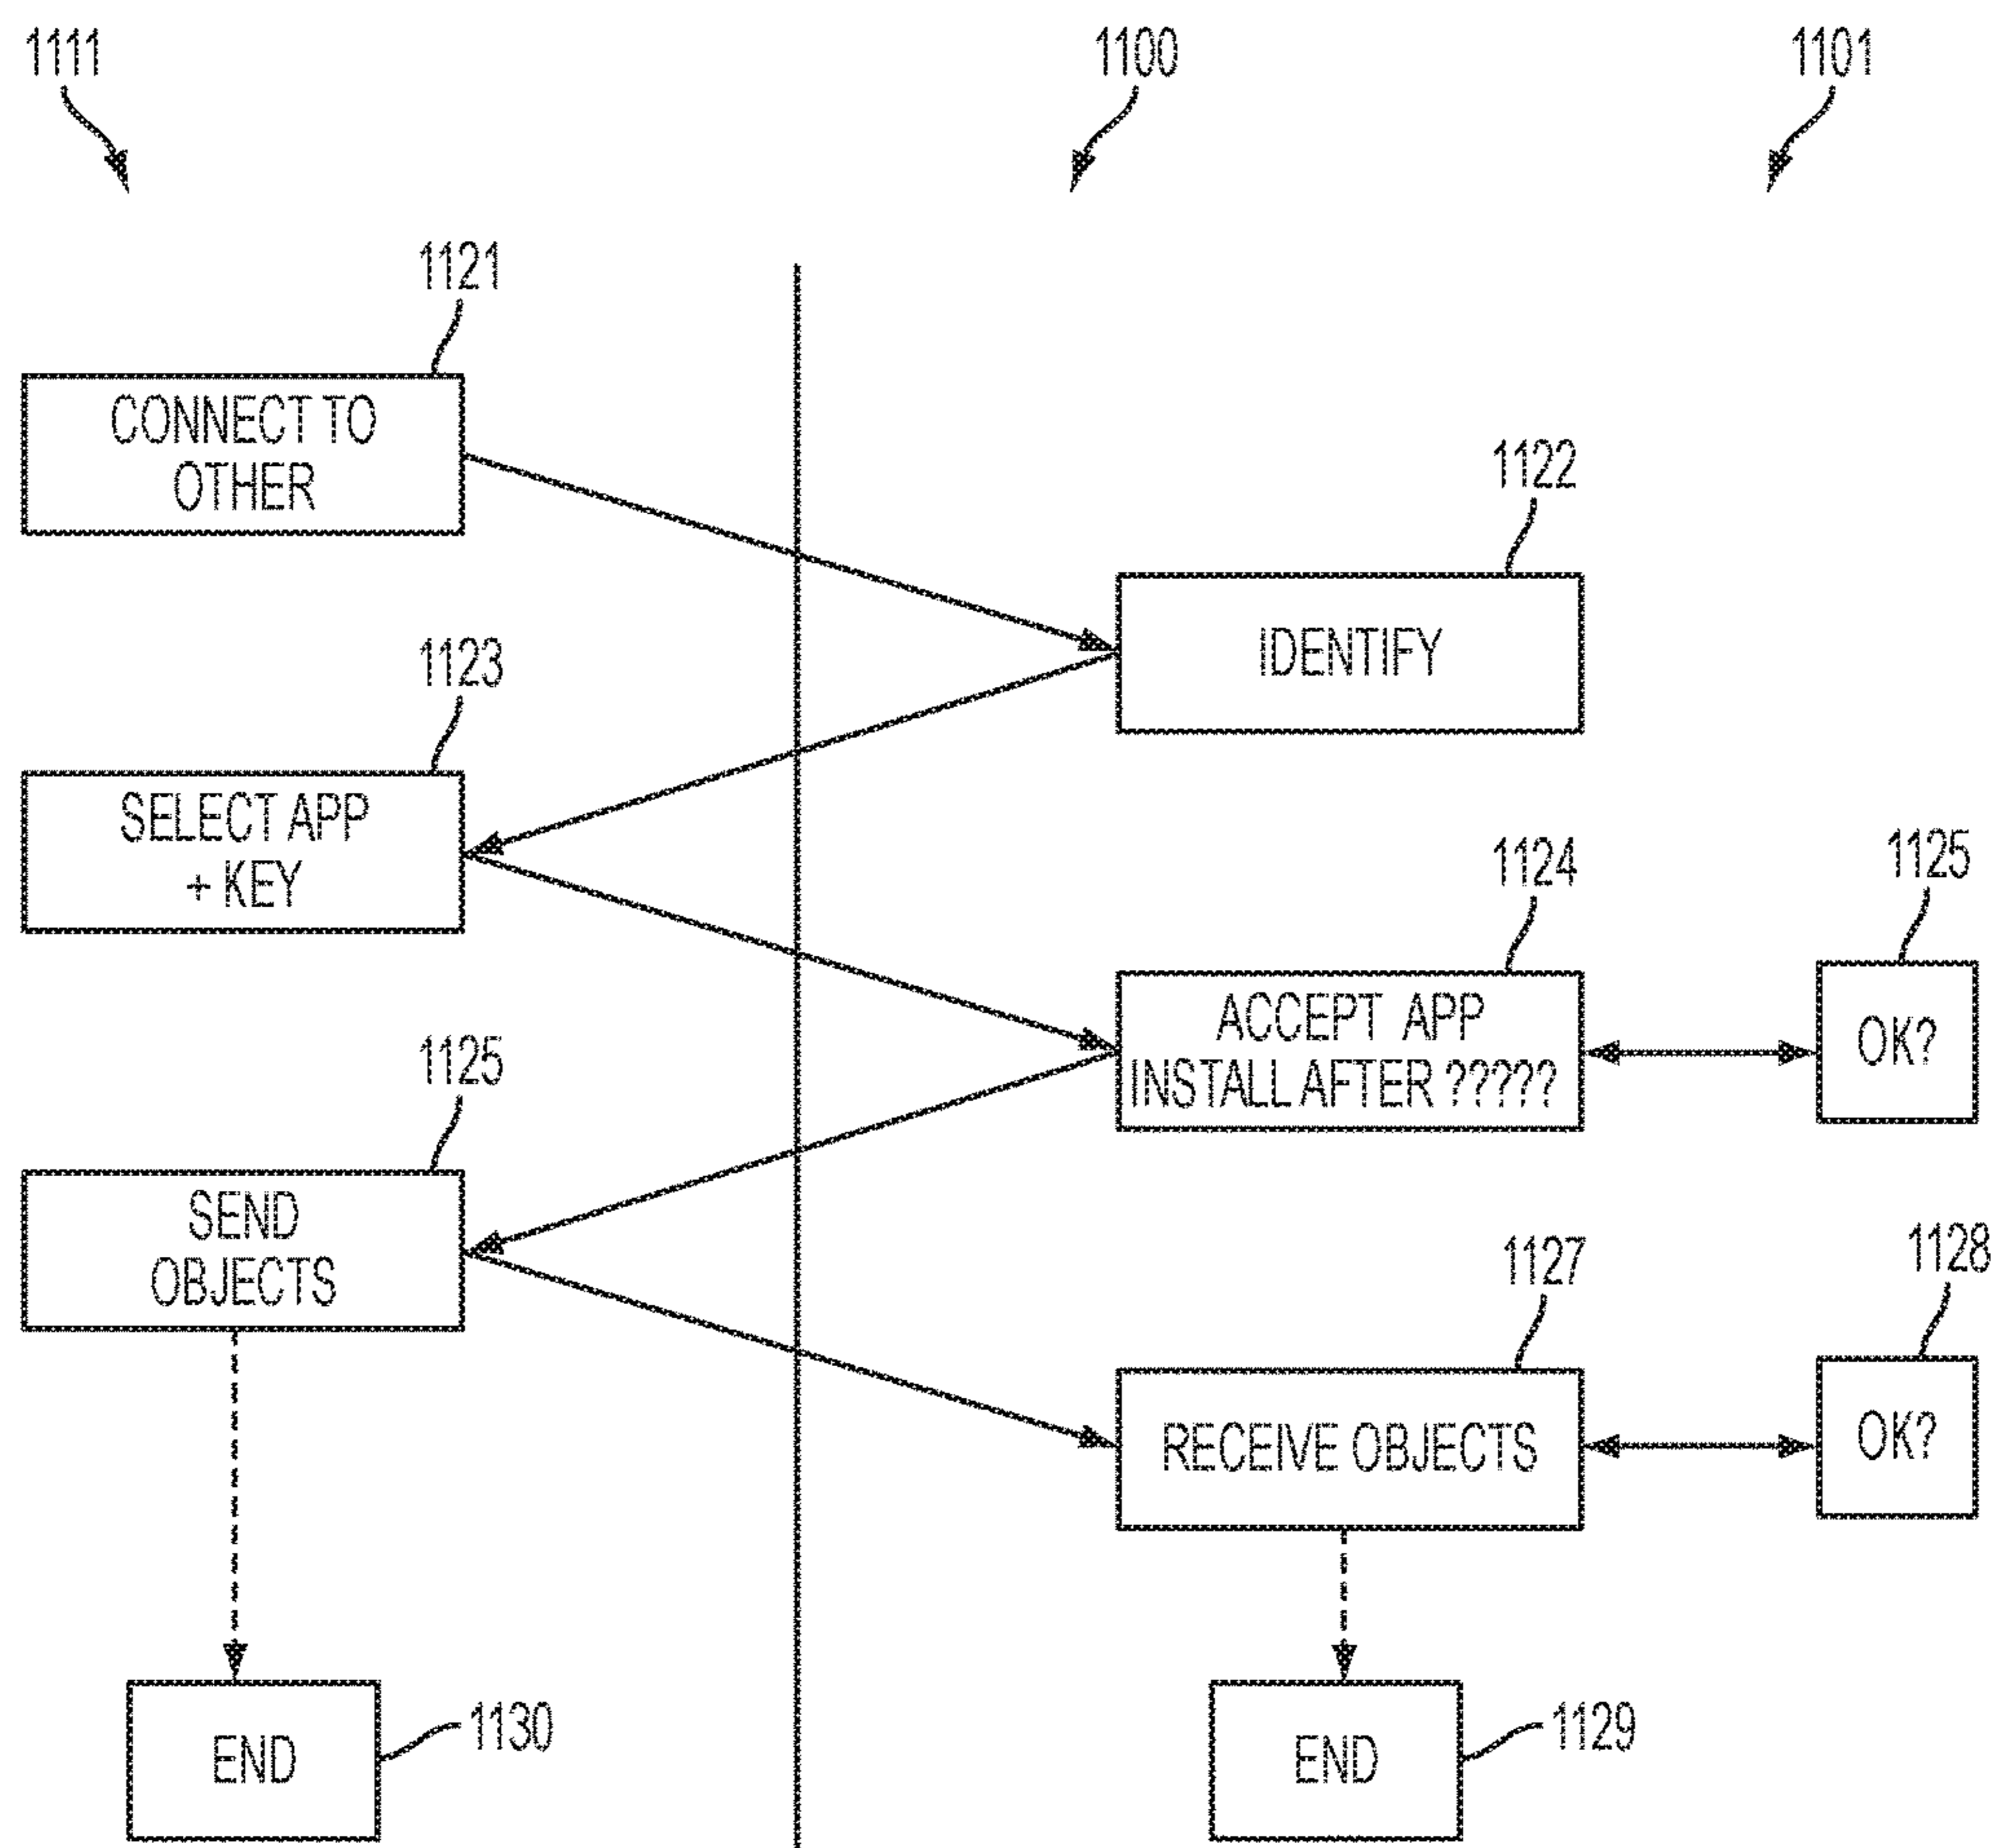 1111
1100
1101
1121
CONNECT TO
OTHER
1122
IDENTIFY
1123
SELECT APP
+ KEY
1124
ACCEPT APP
INSTALL AFTER ?????
1125
OK?
1125
SEND
OBJECTS
1127
RECEIVE OBJECTS
1128
OK?
END
1130
END
1129